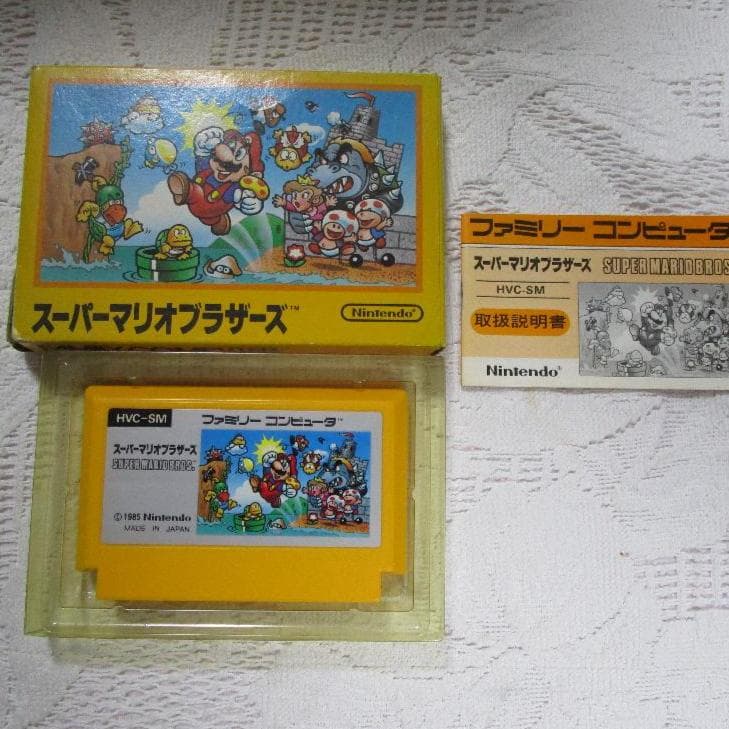 スーパーマリオブラザーズ™
Nintendo®
ファミリー コンピュータ
スーパーマリオブラザーズ SUPER MARIO BROS.
HVC-SM
取扱説明書
Nintendo®
HVC-SM ファミリー コンピュータ™
スーパーマリオブラザーズ
SUPER MARIO BROS.
©1985 Nintendo
MADE IN JAPAN